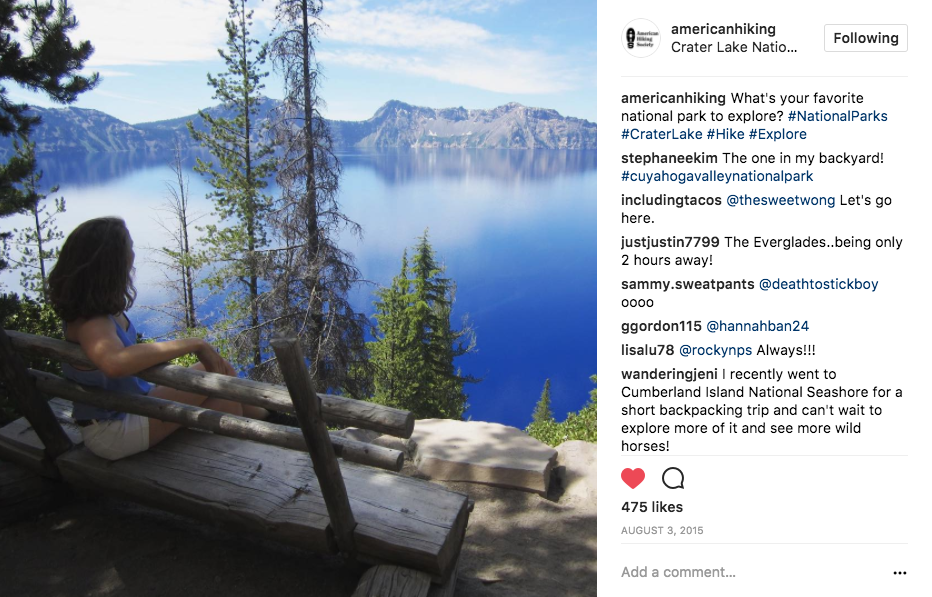 American
Hiking
Society
americanhiking
Crater Lake Natio...
Following
americanhiking What's your favorite
national park to explore? #NationalParks
#CraterLake #Hike #Explore
stephaneekim The one in my backyard!
#cuyahogavalleynationalpark
includingtacos @thesweetwong Let's go
here.
justjustin7799 The Everglades..being only
2 hours away!
sammy.sweatpants @deathtostickboy
oooo
ggordon115 @hannahban24
lisalu78 @rockynps Always!!!
wanderingjeni I recently went to
Cumberland Island National Seashore for a
short backpacking trip and can't wait to
explore more of it and see more wild
horses!
475 likes
AUGUST 3, 2015
Add a comment...